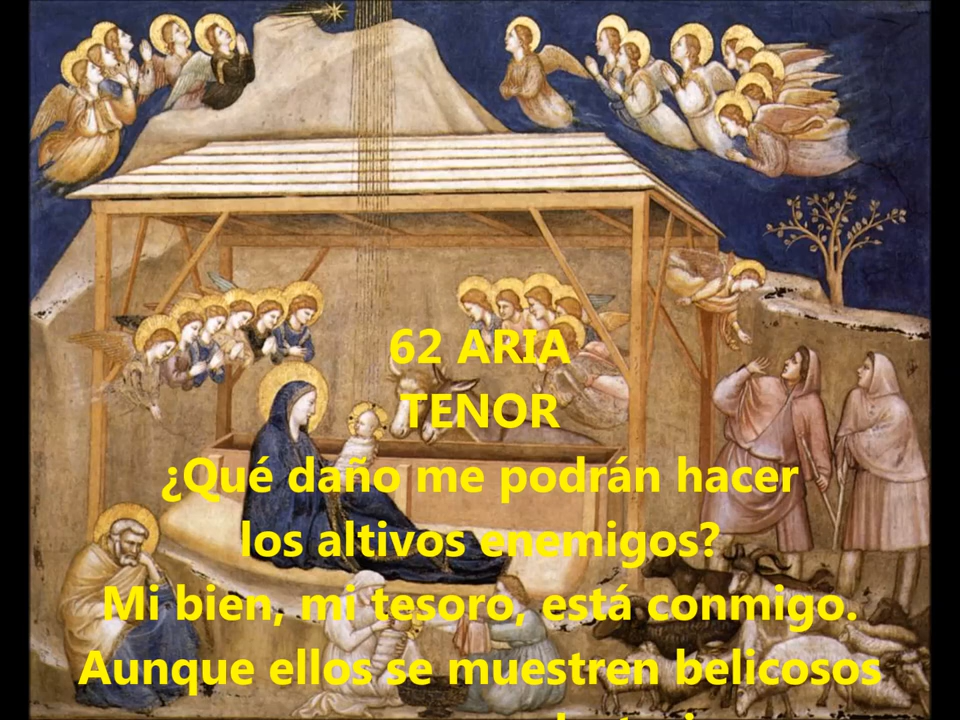 62 ARIA
TENOR
¿Qué daño me podrán hacer
los altivos enemigos?
Mi bien, mi tesoro, está conmigo.
Aunque ellos se muestren belicosos